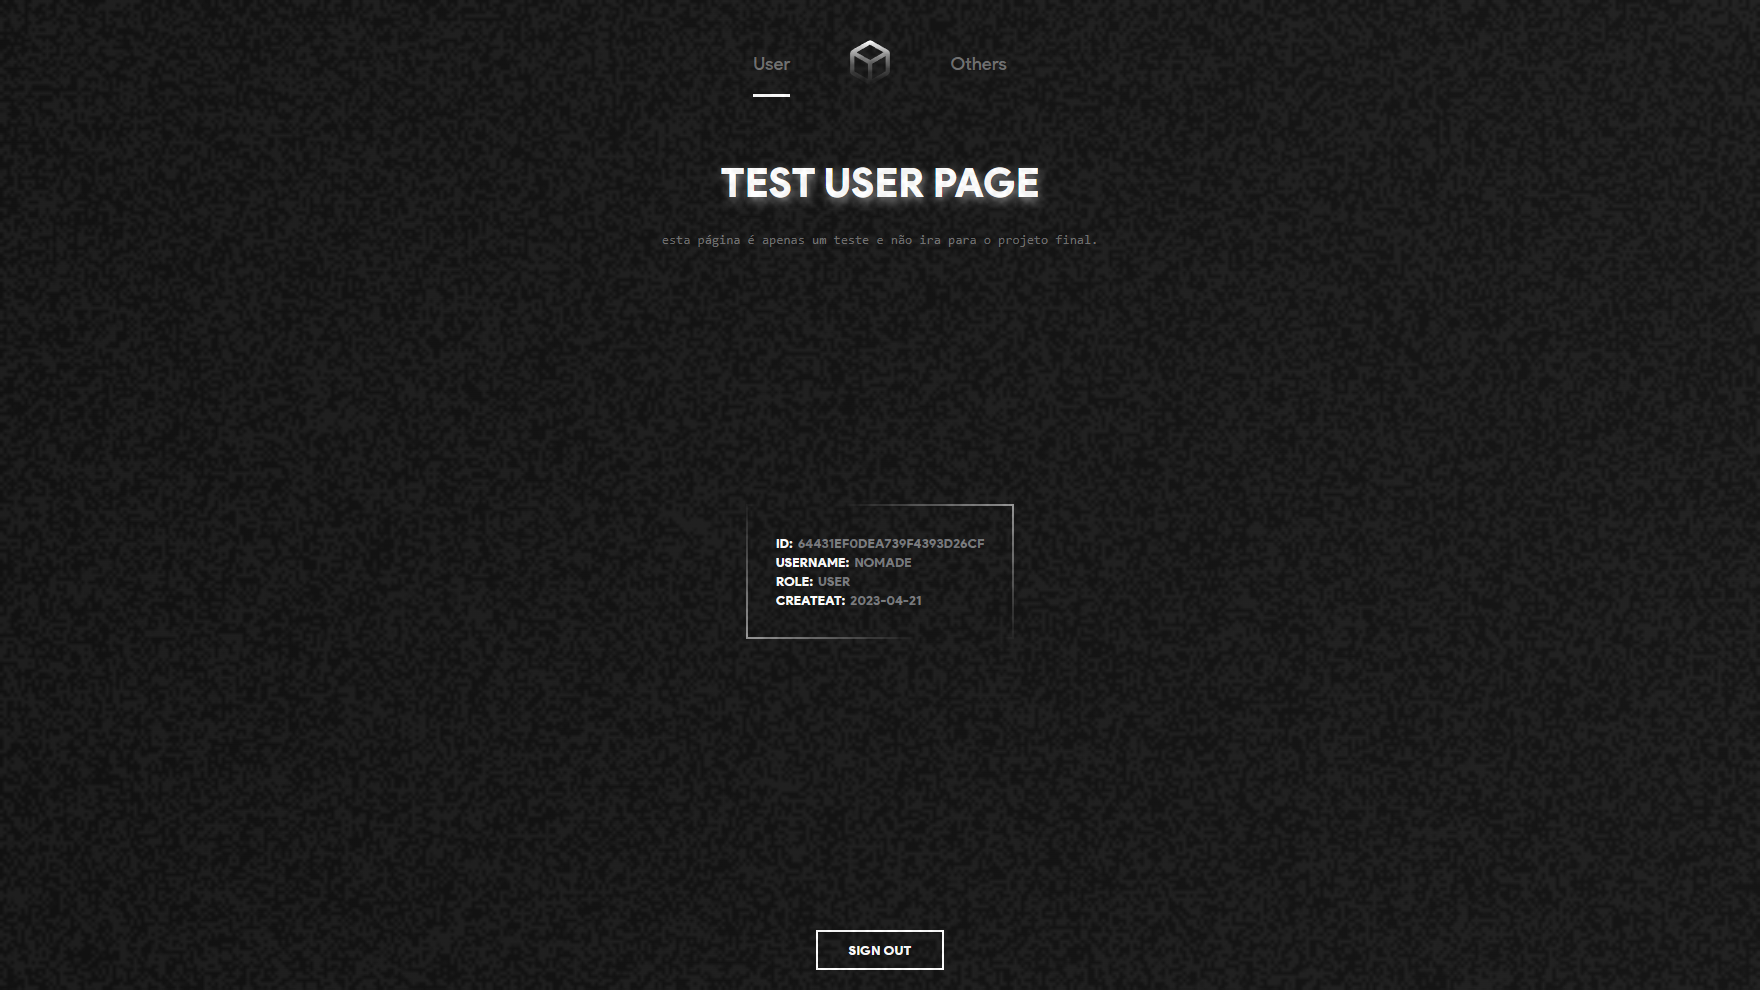 User
Others
TEST USER PAGE
esta página é apenas um teste e não ira para o projeto final.
ID: 64431EF0DEA739F4393D26CF
USERNAME: NOMADE
ROLE: USER
CREATEAT: 2023-04-21
SIGN OUT